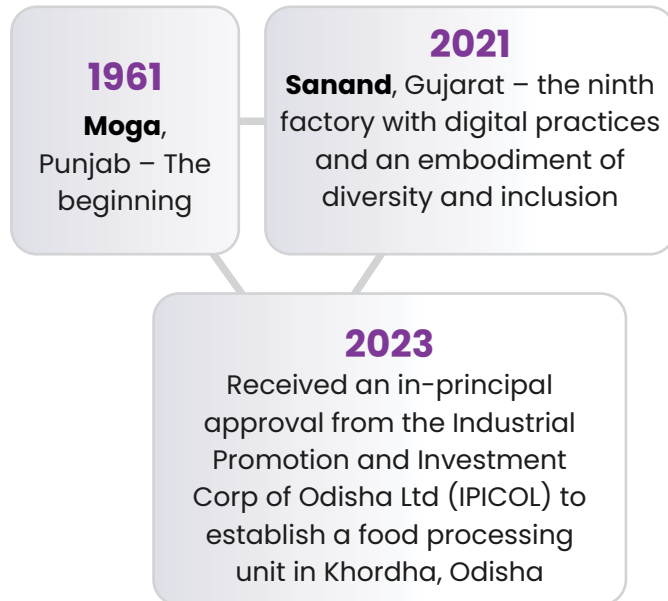 1961
Moga,
Punjab – The
beginning
2021
Sanand, Gujarat – the ninth
factory with digital practices
and an embodiment of
diversity and inclusion
2023
Received an in-principal
approval from the Industrial
Promotion and Investment
Corp of Odisha Ltd (IPICOL) to
establish a food processing
unit in Khordha, Odisha